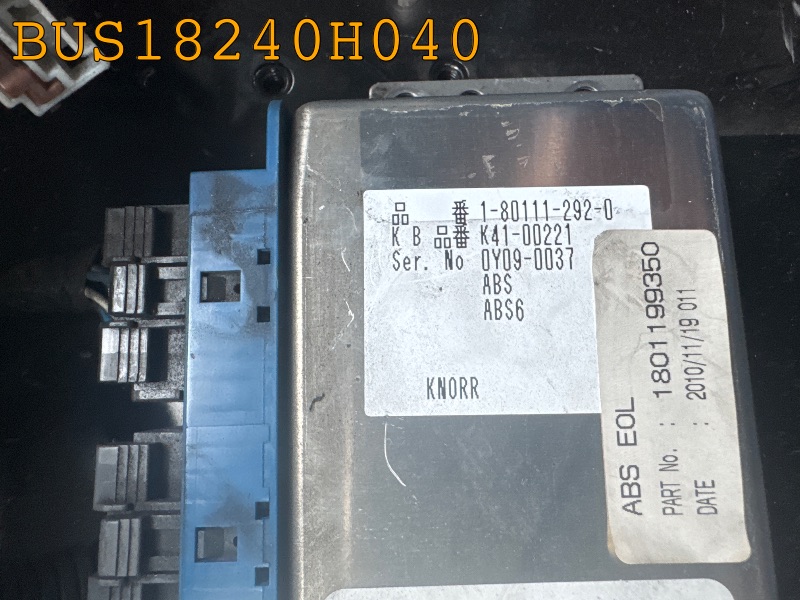 BUS18240H040
品 番 1-80111-292-0
K B 品番 K41-00221
Ser. No 0Y09-0037
ABS
ABS6
KNORR
ABS EOL
PART No. : 1801199350
DATE : 2010/11/19 011